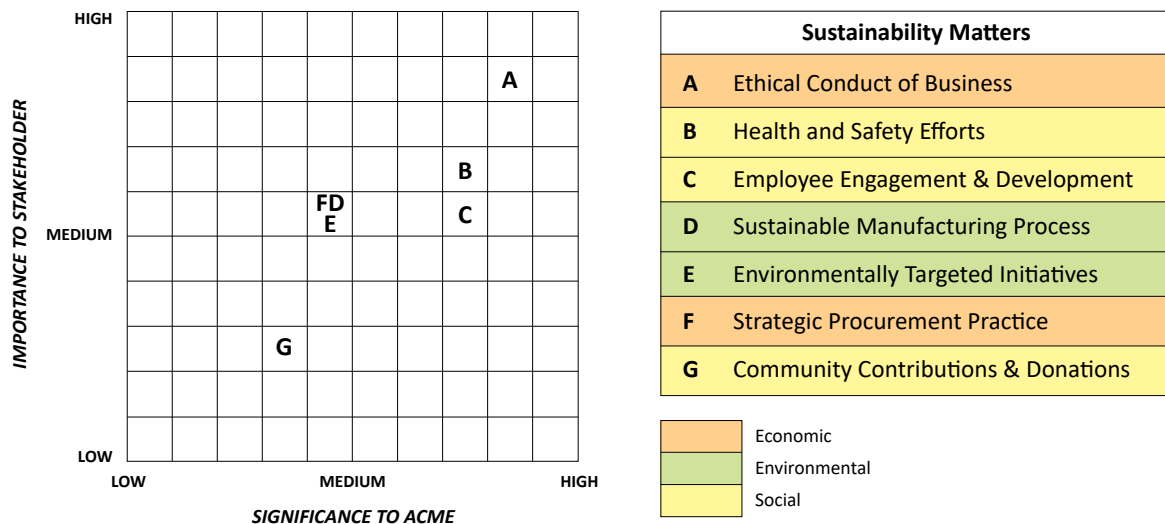 HIGH
A
B
FD
C
E
MEDIUM
G
LOW
LOW MEDIUM HIGH
IMPORTANCE TO STAKEHOLDER
SIGNIFICANCE TO ACME
Sustainability Matters
A Ethical Conduct of Business
B Health and Safety Efforts
C Employee Engagement & Development
D Sustainable Manufacturing Process
E Environmentally Targeted Initiatives
F Strategic Procurement Practice
G Community Contributions & Donations
Economic
Environmental
Social